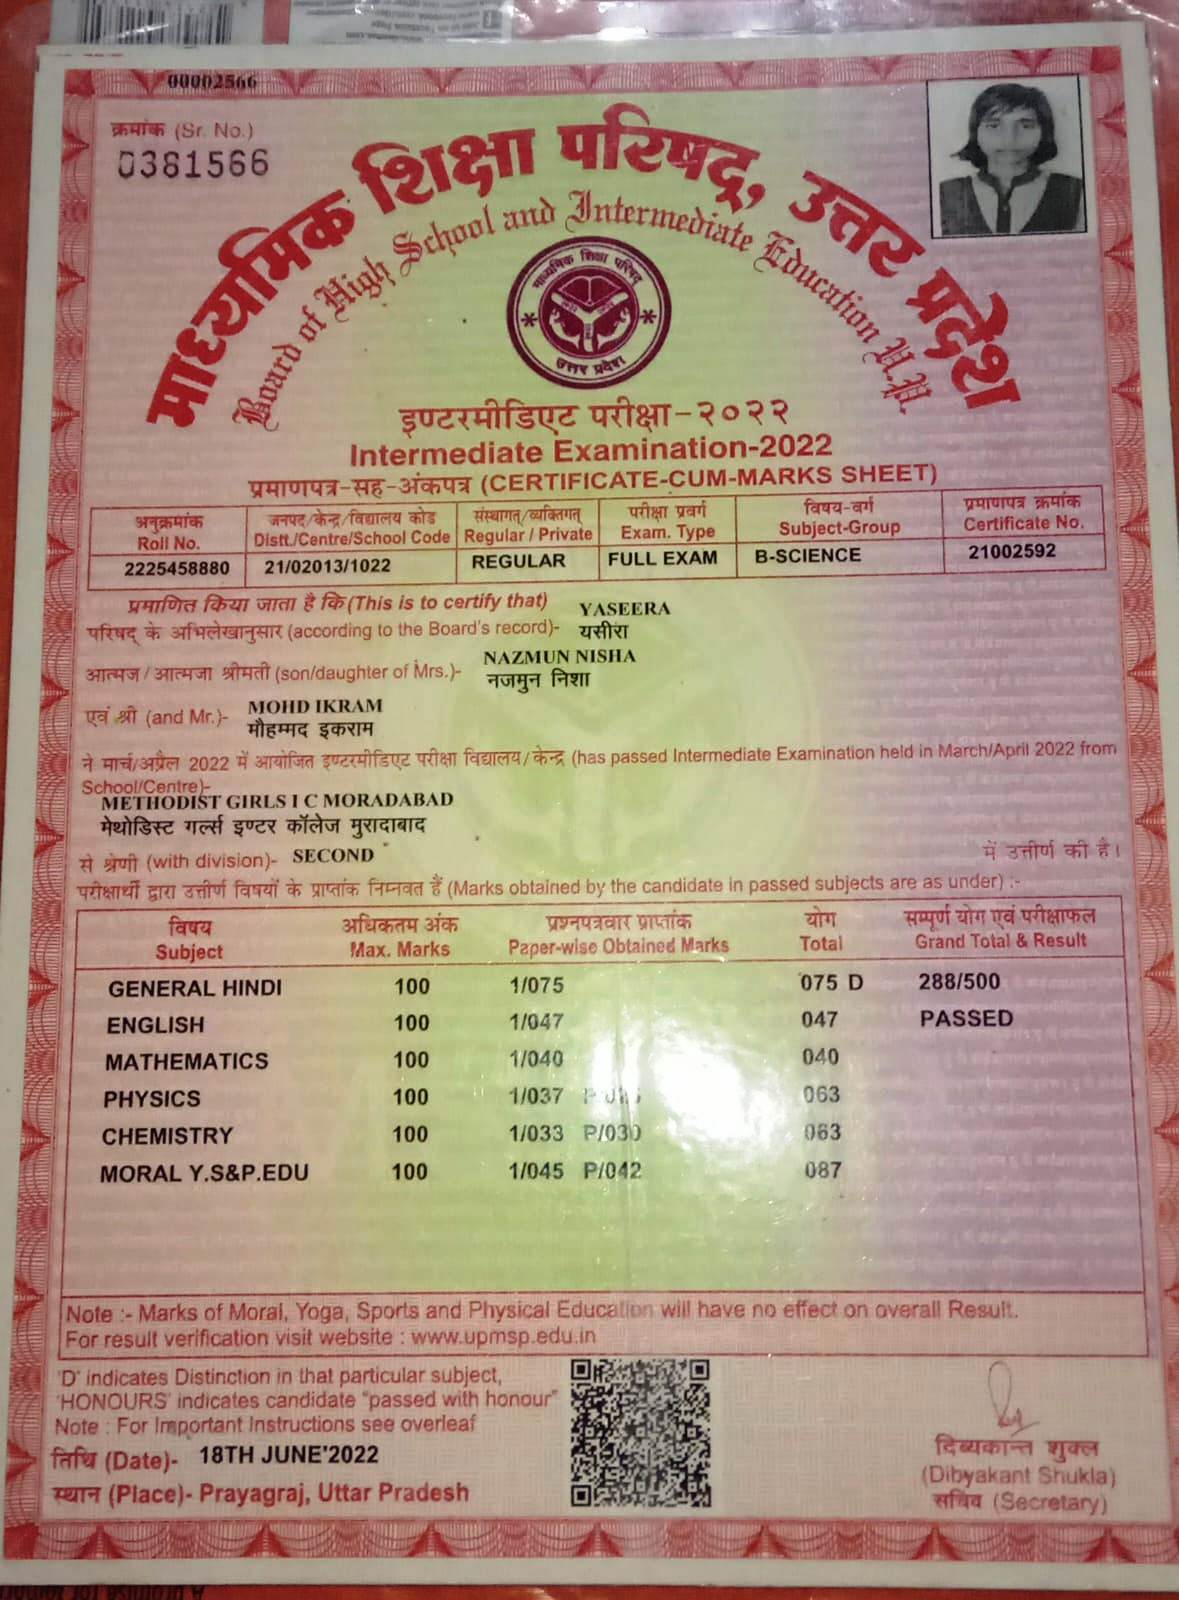 00002566
क्रमांक (Sr. No.)
0381566
माध्यमिक शिक्षा परिषद्, उत्तर प्रदेश
Board of High School and Intermediate Education U.P.
माध्यमिक शिक्षा परिषद्
उत्तर प्रदेश
इण्टरमीडिएट परीक्षा-२०२२
Intermediate Examination-2022
प्रमाणपत्र-सह-अंकपत्र (CERTIFICATE-CUM-MARKS SHEET)
अनुक्रमांक जनपद/केन्द्र/विद्यालय कोड संस्थागत्/व्यक्तिगत् परीक्षा प्रवर्ग विषय-वर्ग प्रमाणपत्र क्रमांक
Roll No. Distt./Centre/School Code Regular / Private Exam. Type Subject-Group Certificate No.
2225458880 21/02013/1022 REGULAR FULL EXAM B-SCIENCE 21002592
प्रमाणित किया जाता है कि (This is to certify that) YASEERA
परिषद् के अभिलेखानुसार (according to the Board's record)- यसीरा
NAZMUN NISHA
आत्मज/आत्मजा श्रीमती (son/daughter of Mrs.)- नजमुन निशा
एवं श्री (and Mr.)- MOHD IKRAM
मौहम्मद इकराम
ने मार्च/अप्रैल 2022 में आयोजित इण्टरमीडिएट परीक्षा विद्यालय/केन्द्र (has passed Intermediate Examination held in March/April 2022 from
School/Centre)-
METHODIST GIRLS I C MORADABAD
मेथोडिस्ट गर्ल्स इण्टर कॉलेज मुरादाबाद
से श्रेणी (with division)- SECOND में उत्तीर्ण की है।
परीक्षार्थी द्वारा उत्तीर्ण विषयों के प्राप्तांक निम्नवत हैं (Marks obtained by the candidate in passed subjects are as under) :-
विषय अधिकतम अंक प्रश्नपत्रवार प्राप्तांक योग सम्पूर्ण योग एवं परीक्षाफल
Subject Max. Marks Paper-wise Obtained Marks Total Grand Total & Result
GENERAL HINDI 100 1/075 075 D 288/500
ENGLISH 100 1/047 047 PASSED
MATHEMATICS 100 1/040 040
PHYSICS 100 1/037 063
CHEMISTRY 100 1/033 P/030 063
MORAL Y.S&P.EDU 100 1/045 P/042 087
Note :- Marks of Moral, Yoga, Sports and Physical Education will have no effect on overall Result.
For result verification visit website : www.upmsp.edu.in
'D' indicates Distinction in that particular subject,
'HONOURS' indicates candidate "passed with honour"
Note : For Important Instructions see overleaf
तिथि (Date)- 18TH JUNE'2022
स्थान (Place)- Prayagraj, Uttar Pradesh
दिब्यकान्त शुक्ल
(Dibyakant Shukla)
सचिव (Secretary)